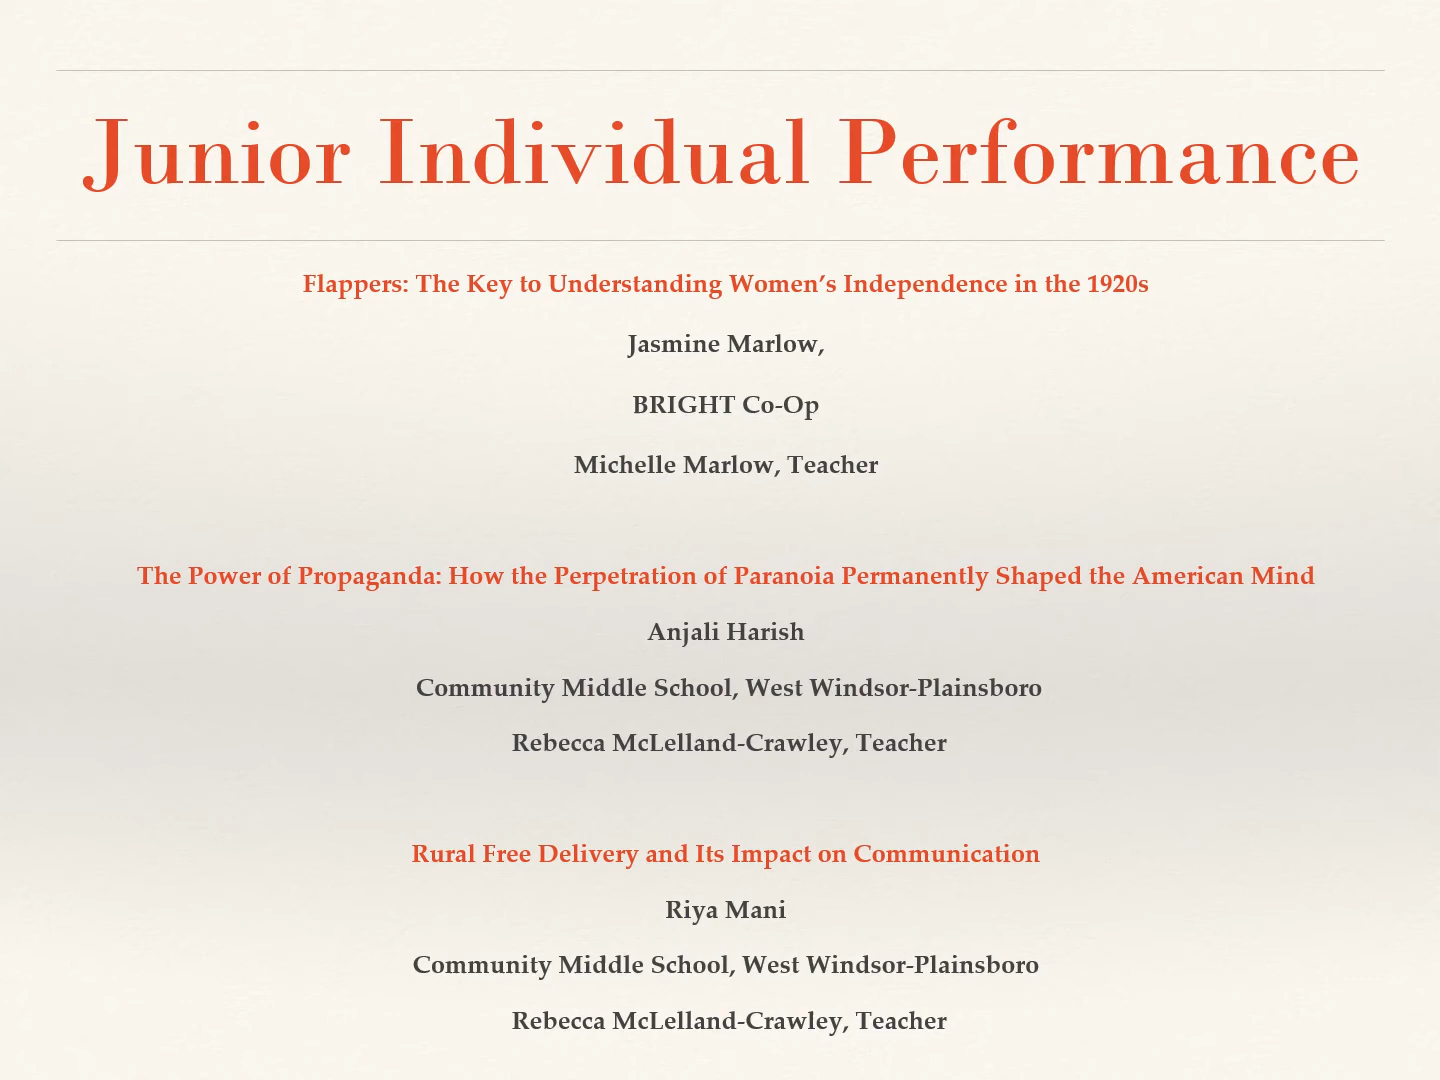 Junior Individual Performance
Flappers: The Key to Understanding Women’s Independence in the 1920s
Jasmine Marlow,
BRIGHT Co-Op
Michelle Marlow, Teacher
The Power of Propaganda: How the Perpetration of Paranoia Permanently Shaped the American Mind
Anjali Harish
Community Middle School, West Windsor-Plainsboro
Rebecca McLelland-Crawley, Teacher
Rural Free Delivery and Its Impact on Communication
Riya Mani
Community Middle School, West Windsor-Plainsboro
Rebecca McLelland-Crawley, Teacher